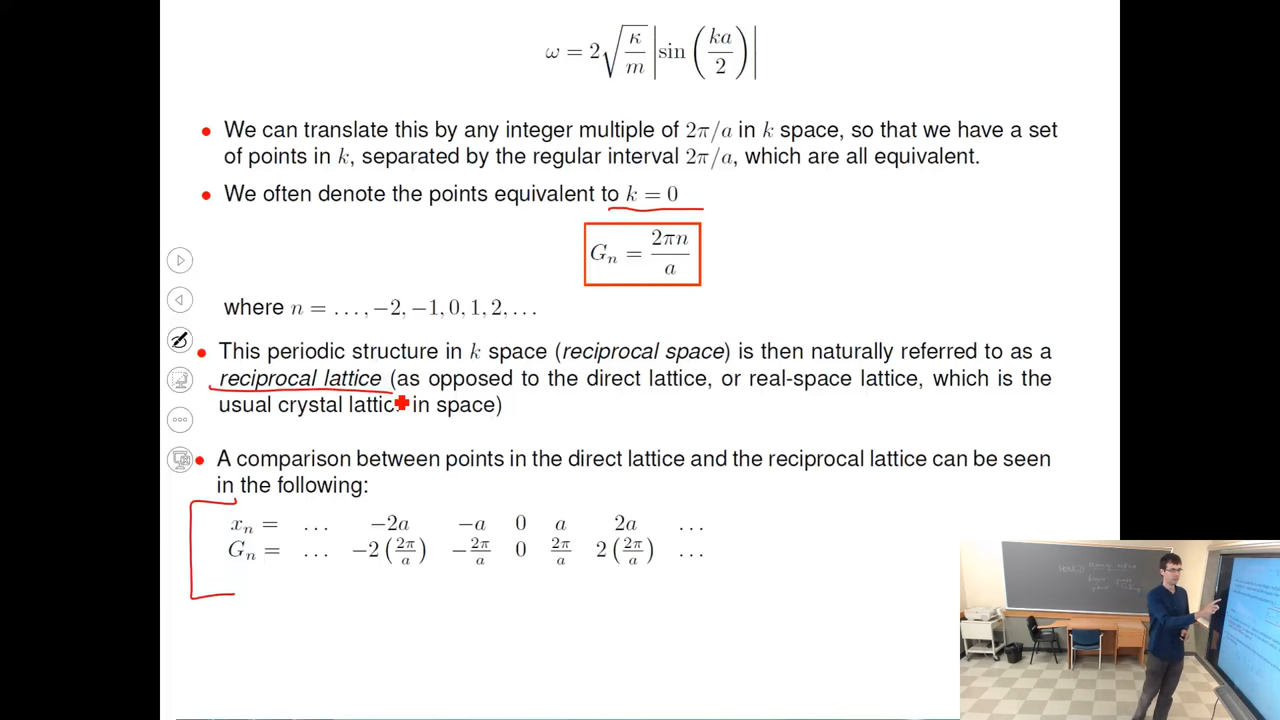 ω = 2√(κ/m) |sin(ka/2)|
• We can translate this by any integer multiple of 2π/a in k space, so that we have a set
of points in k, separated by the regular interval 2π/a, which are all equivalent.
• We often denote the points equivalent to k = 0
Gₙ = 2πn/a
where n = …, −2, −1, 0, 1, 2, …
• This periodic structure in k space (reciprocal space) is then naturally referred to as a
reciprocal lattice (as opposed to the direct lattice, or real-space lattice, which is the
usual crystal lattic in space)
• A comparison between points in the direct lattice and the reciprocal lattice can be seen
in the following:
xₙ = … −2a −a 0 a 2a …
Gₙ = … −2(2π/a) −2π/a 0 2π/a 2(2π/a) …